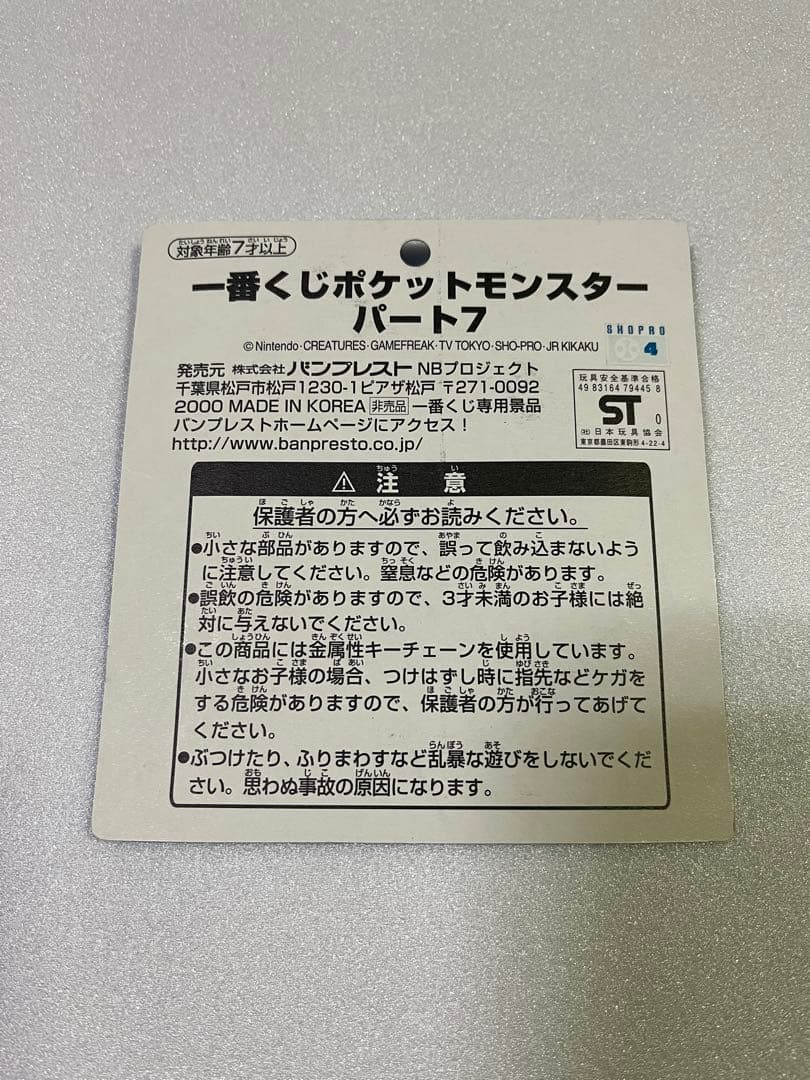 対象年齢7才以上
一番くじポケットモンスター
パート7
©Nintendo・CREATURES・GAMEFREAK・TV TOKYO・SHO-PRO・JR KIKAKU
SHOPRO
4
発売元 株式会社バンプレスト NBプロジェクト
千葉県松戸市松戸1230-1ピアザ松戸 〒271-0092
2000 MADE IN KOREA 非売品 一番くじ専用景品
バンプレストホームページにアクセス！
http://www.banpresto.co.jp/
玩具安全基準合格
49 83164 79445 8
ST 0
(社)日本玩具協会
東京都墨田区東駒形4-22-4
⚠ 注意
保護者の方へ必ずお読みください。
●小さな部品がありますので、誤って飲み込まないよう
に注意してください。窒息などの危険があります。
●誤飲の危険がありますので、3才未満のお子様には絶
対に与えないでください。
●この商品には金属性キーチェーンを使用しています。
小さなお子様の場合、つけはずし時に指先などケガを
する危険がありますので、保護者の方が行ってあげて
ください。
●ぶつけたり、ふりまわすなど乱暴な遊びをしないでくだ
さい。思わぬ事故の原因になります。